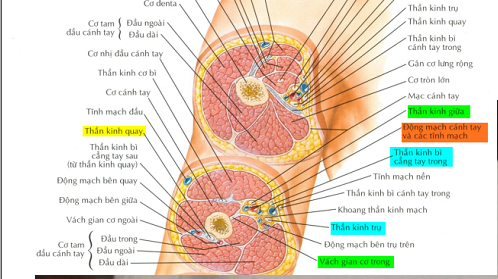 Cơ denta
Cơ tam
đầu cánh tay
Đầu ngoài
Đầu dài
Cơ nhị đầu cánh tay
Thần kinh cơ bì
Cơ cánh tay
Tĩnh mạch đầu
Thần kinh quay,
Thần kinh bì
cẳng tay sau
(từ thần kinh quay)
Động mạch bên quay
Động mạch bên giữa
Vách gian cơ ngoài
Cơ tam
đầu cánh tay
Đầu trong
Đầu ngoài
Đầu dài
Thần kinh trụ
Thần kinh quay
Thần kinh bì
cánh tay trong
Gân cơ lưng rộng
Cơ tròn lớn
Mạc cánh tay
Thần kinh giữa
Động mạch cánh tay
và các tĩnh mạch
Thần kinh bì
cẳng tay trong
Tĩnh mạch nền
Thần kinh bì cánh tay trong
Khoang thần kinh mạch
Thần kinh trụ
Động mạch bên trụ trên
Vách gian cơ trong